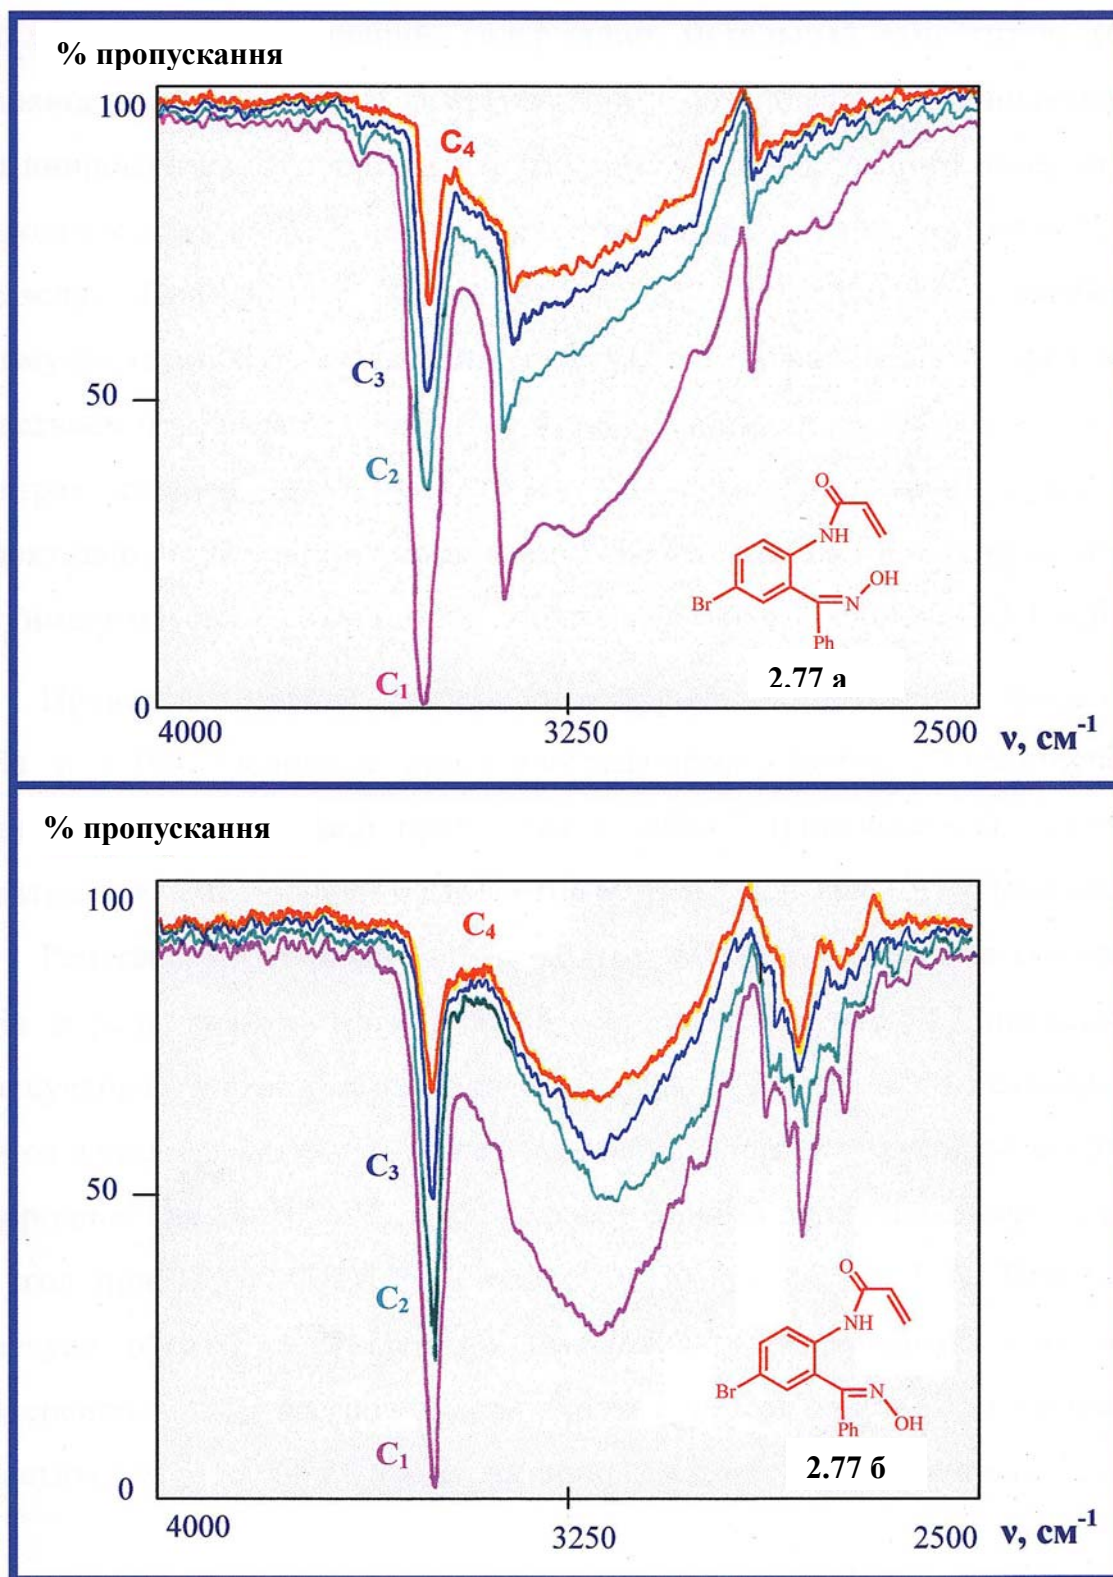 % пропускання
100
C4
C3
50
C2
O
NH
OH
N
Br
Ph
2.77 а
C1
0
4000
3250
2500
ν, см-1
% пропускання
100
C4
C3
50
C2
O
NH
Br
N
Ph
OH
2.77 б
C1
0
4000
3250
2500
ν, см-1